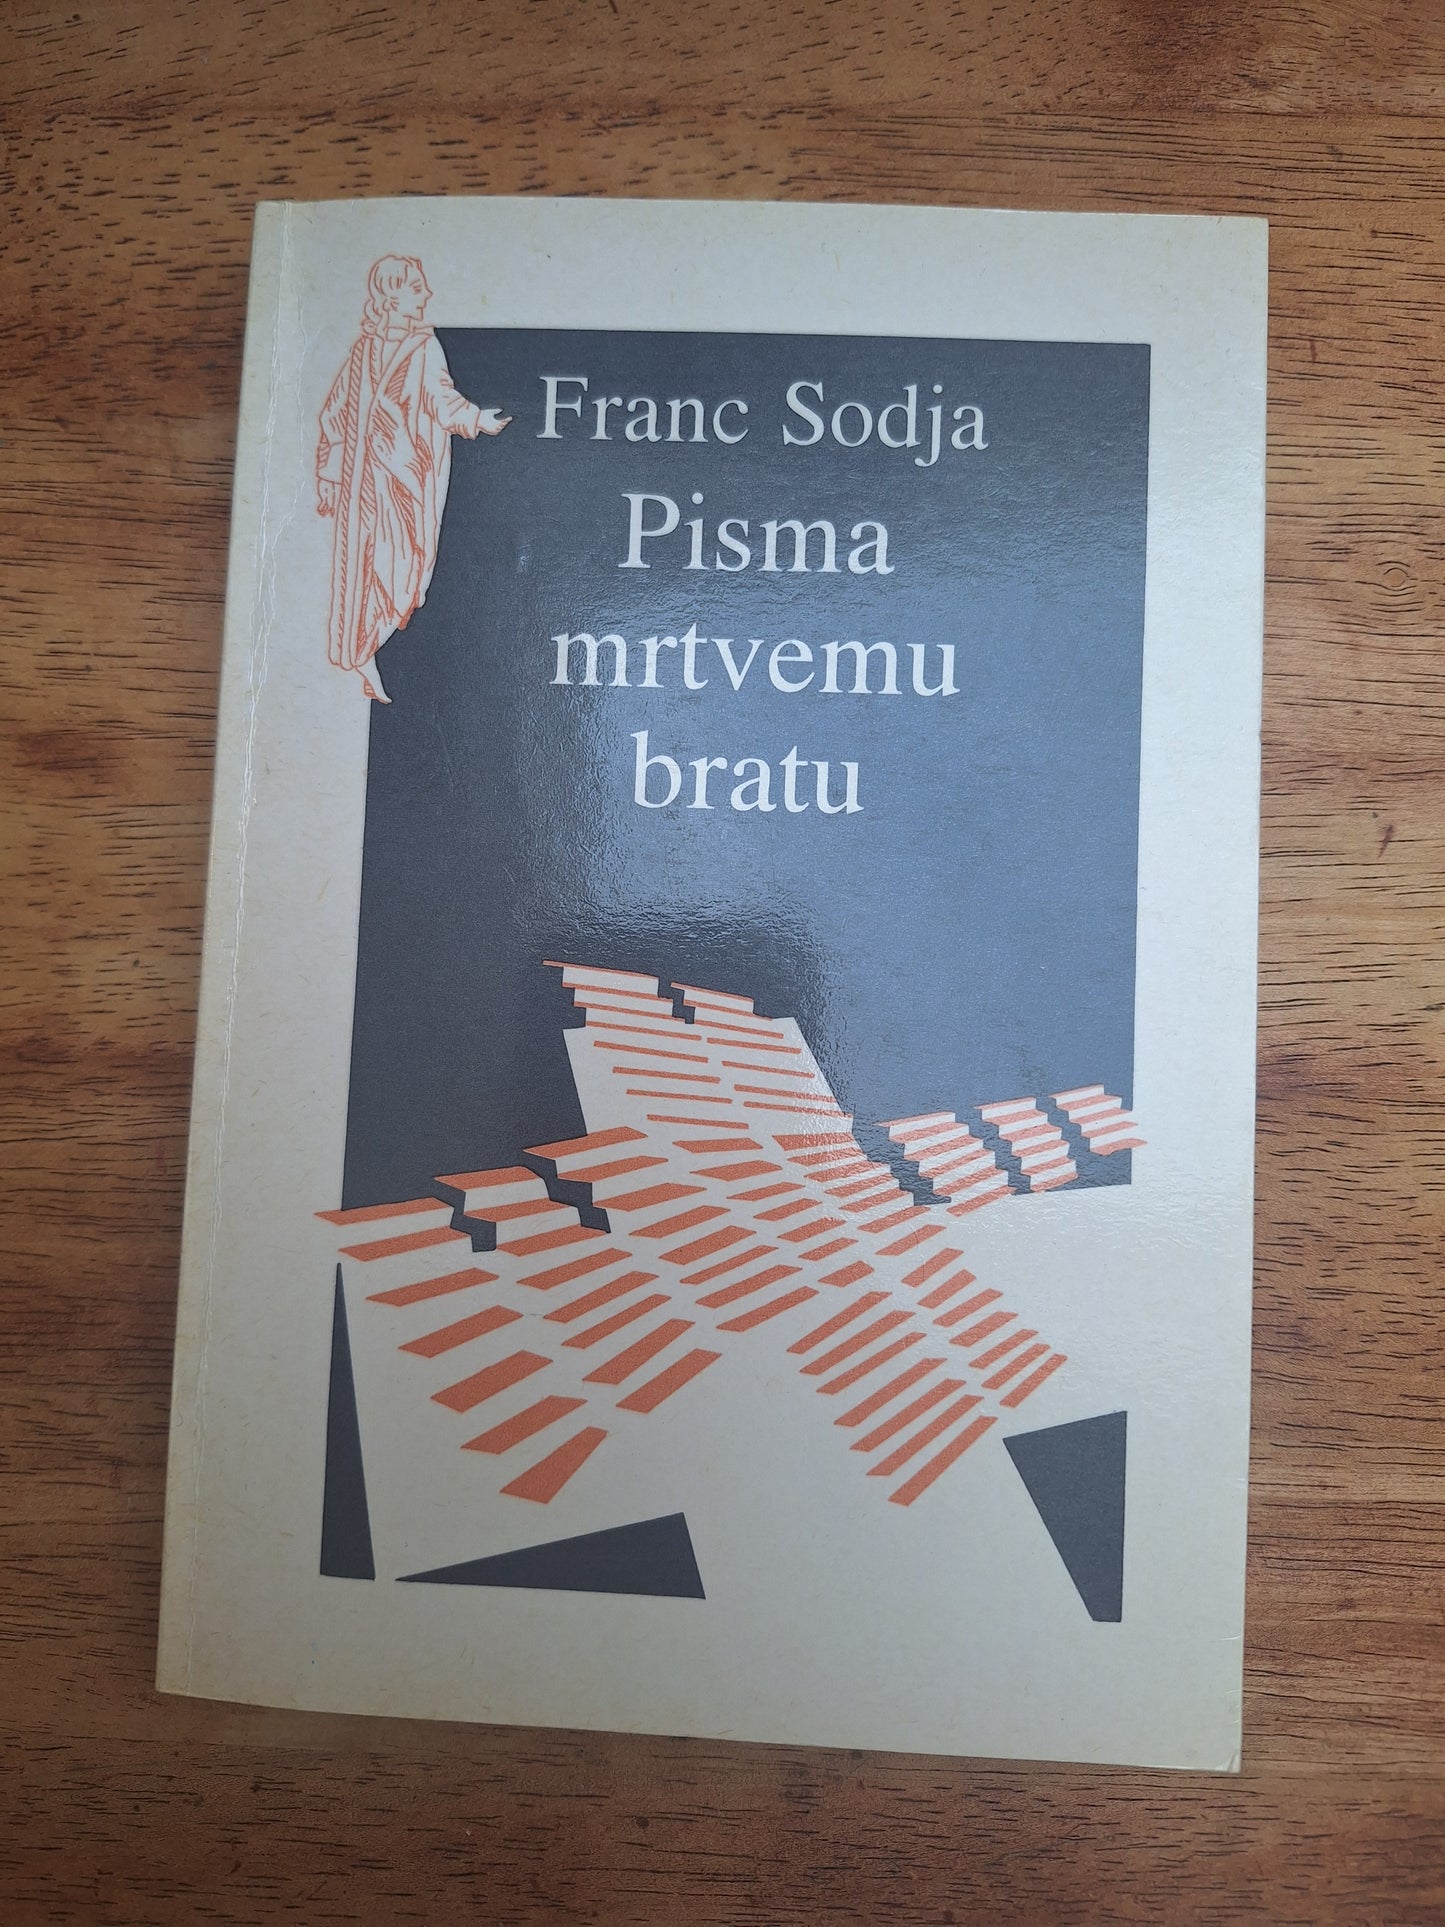 Franc Sodja
Pisma
mrtvemu
bratu